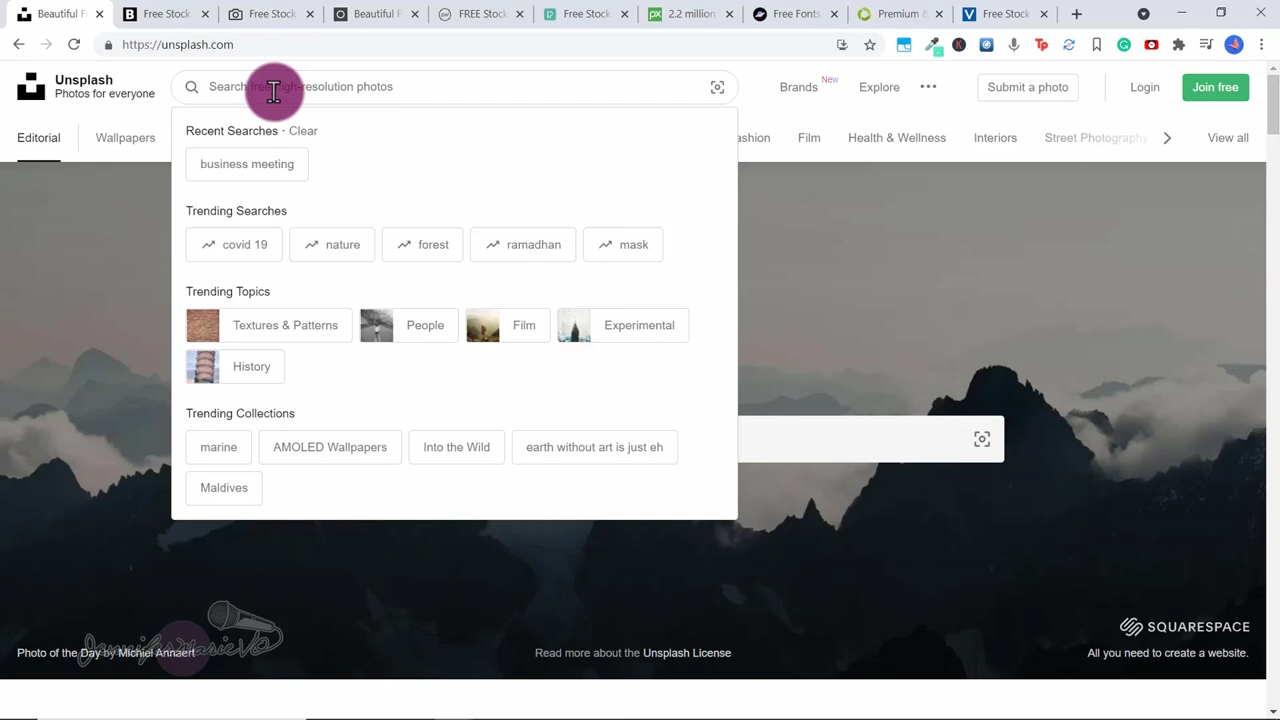 Beautiful F
Free Stock
Free Stock
Beautiful F
FREE Stock
Free Stock
2.2 million
Free Fonts
Premium &
Free Stock
https://unsplash.com
Unsplash
Photos for everyone
Search free high-resolution photos
Brands New
Explore
Submit a photo
Login
Join free
Editorial
Wallpapers
Film
Health & Wellness
Interiors
Street Photography
View all
Recent Searches · Clear
business meeting
Trending Searches
covid 19
nature
forest
ramadhan
mask
Trending Topics
Textures & Patterns
People
Film
Experimental
History
Trending Collections
marine
AMOLED Wallpapers
Into the Wild
earth without art is just eh
Maldives
JenniferMarieVO
Photo of the Day by Michiel Annaert
Read more about the Unsplash License
SQUARESPACE
All you need to create a website.